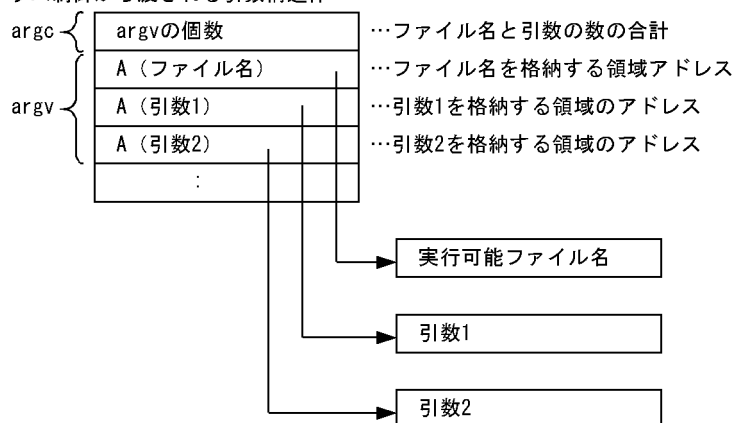 argc argvの個数 …ファイル名と引数の数の合計
A（ファイル名） …ファイル名を格納する領域アドレス
argv A（引数1） …引数1を格納する領域のアドレス
A（引数2） …引数2を格納する領域のアドレス
:
実行可能ファイル名
引数1
引数2